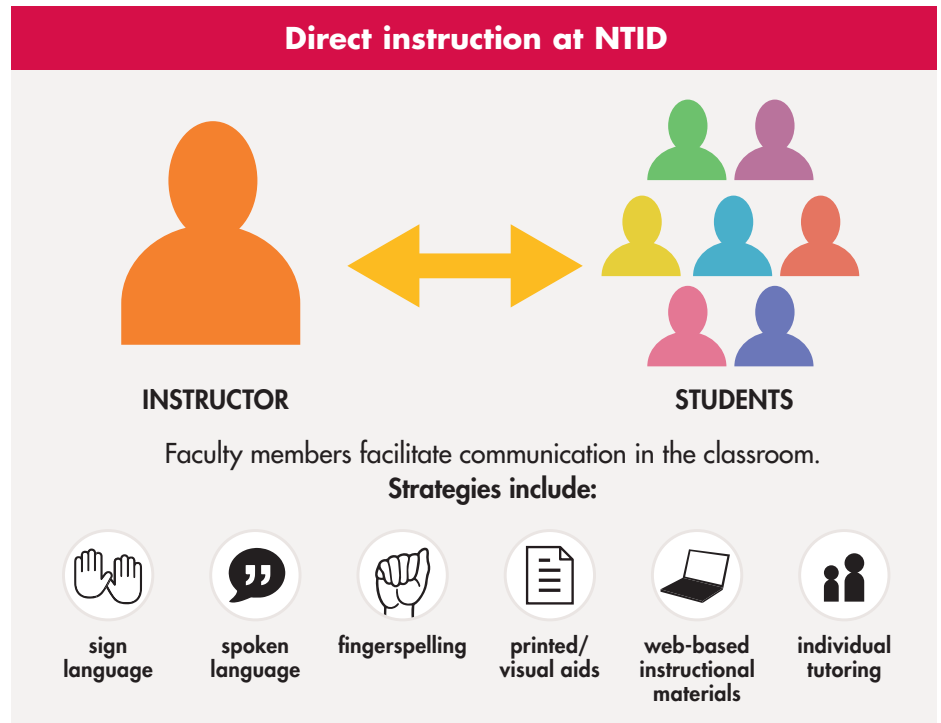 Direct instruction at NTID
INSTRUCTOR
STUDENTS
Faculty members facilitate communication in the classroom.
Strategies include:
sign
language
spoken
language
fingerspelling
printed/
visual aids
web-based
instructional
materials
individual
tutoring